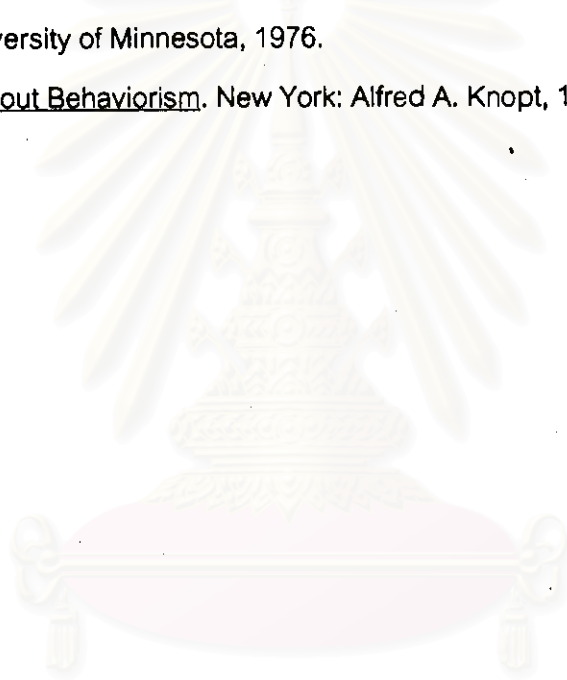 versity of Minnesota, 1976.
out Behaviorism. New York: Alfred A. Knopt, 1